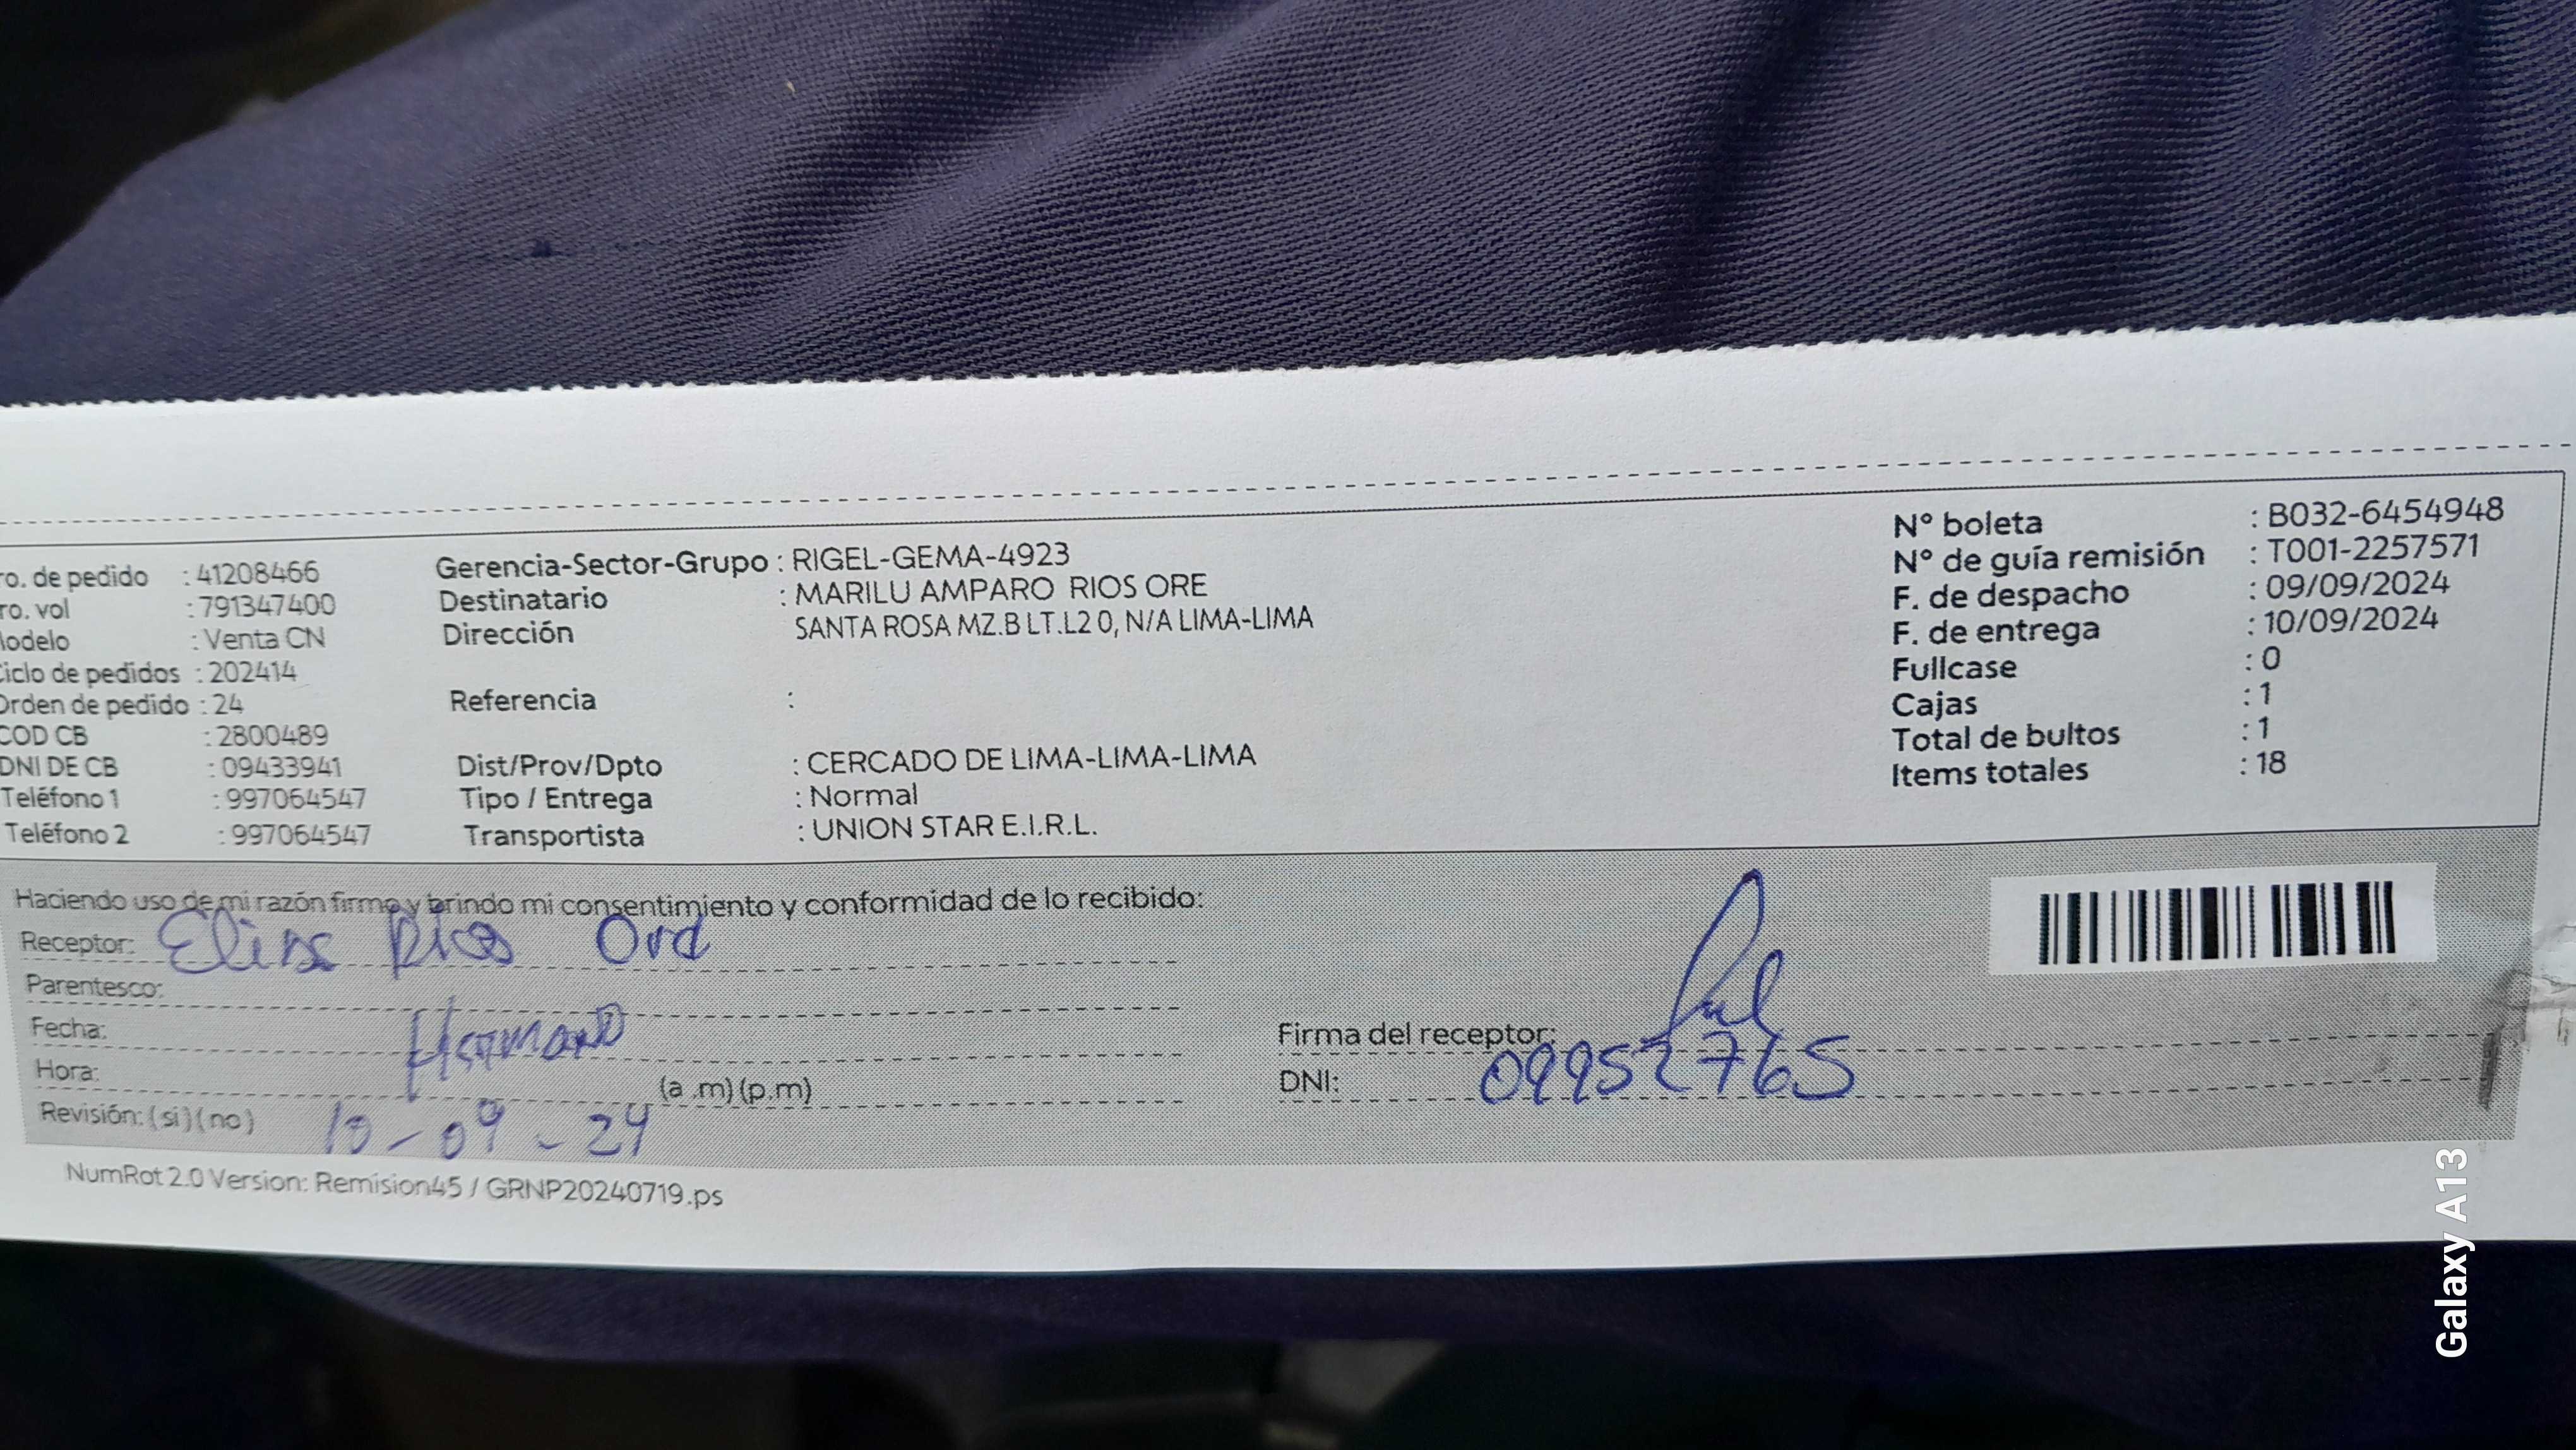 ro. de pedido : 41208466
ro. vol : 791347400
lodelo : Venta CN
Ciclo de pedidos : 202414
Orden de pedido : 24
COD CB : 2800489
DNI DE CB : 09433941
Teléfono 1 : 997064547
Teléfono 2 : 997064547
Gerencia-Sector-Grupo : RIGEL-GEMA-4923
Destinatario : MARILU AMPARO RIOS ORE
Dirección SANTA ROSA MZ.B LT.L2 0, N/A LIMA-LIMA
Referencia :
Dist/Prov/Dpto : CERCADO DE LIMA-LIMA-LIMA
Tipo / Entrega : Normal
Transportista : UNION STAR E.I.R.L.
N° boleta : B032-6454948
N° de guía remisión : T001-2257571
F. de despacho : 09/09/2024
F. de entrega : 10/09/2024
Fullcase : 0
Cajas : 1
Total de bultos : 1
Items totales : 18
Haciendo uso de mi razón firmo y brindo mi consentimiento y conformidad de lo recibido:
Receptor: Elias Rios
Parentesco:
Fecha: Hermano
Hora: (a .m) (p.m)
Revisión: (si) (no) 10-09-24
Firma del receptor:
DNI: 09952765
NumRot 2.0 Version: Remision45 / GRNP20240719.ps
Galaxy A13